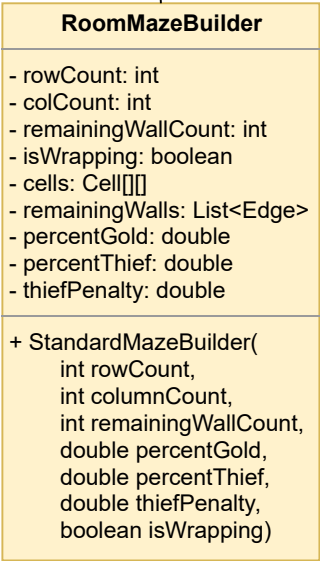 RoomMazeBuilder
- rowCount: int
- colCount: int
- remainingWallCount: int
- isWrapping: boolean
- cells: Cell[][]
- remainingWalls: List<Edge>
- percentGold: double
- percentThief: double
- thiefPenalty: double
+ StandardMazeBuilder(
int rowCount,
int columnCount,
int remainingWallCount,
double percentGold,
double percentThief,
double thiefPenalty,
boolean isWrapping)